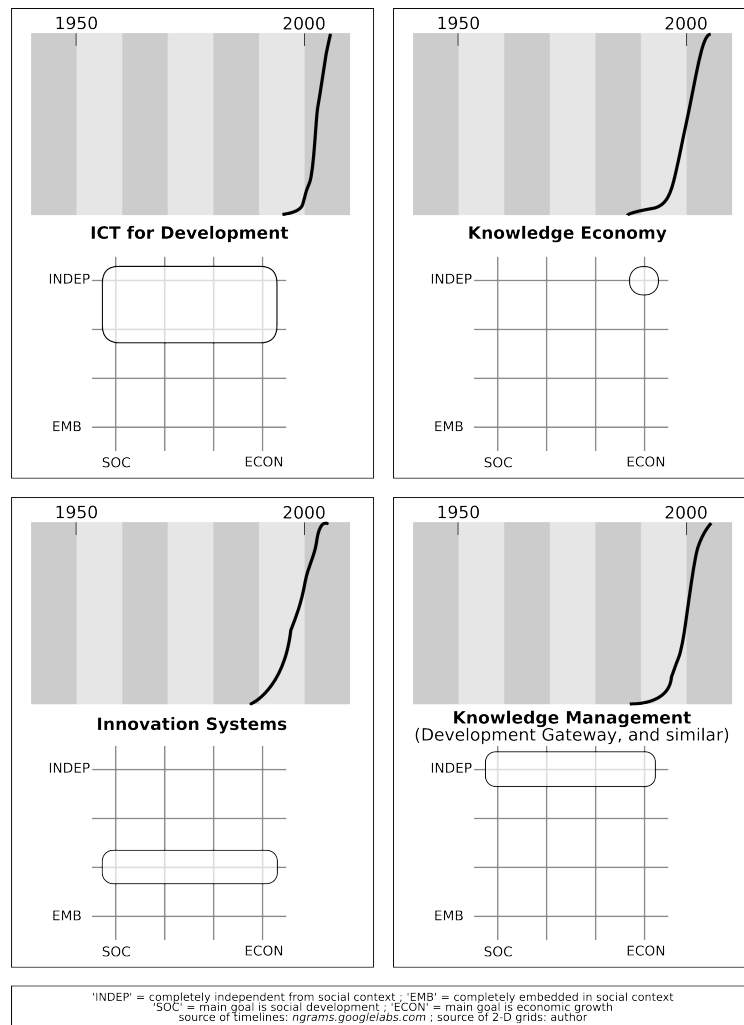 1950 2000
ICT for Development
INDEP
EMB
SOC ECON
1950 2000
Knowledge Economy
INDEP
EMB
SOC ECON
1950 2000
Innovation Systems
INDEP
EMB
SOC ECON
1950 2000
Knowledge Management
(Development Gateway, and similar)
INDEP
EMB
SOC ECON
'INDEP' = completely independent from social context ; 'EMB' = completely embedded in social context
'SOC' = main goal is social development ; 'ECON' = main goal is economic growth
source of timelines: ngrams.googlelabs.com ; source of 2-D grids: author